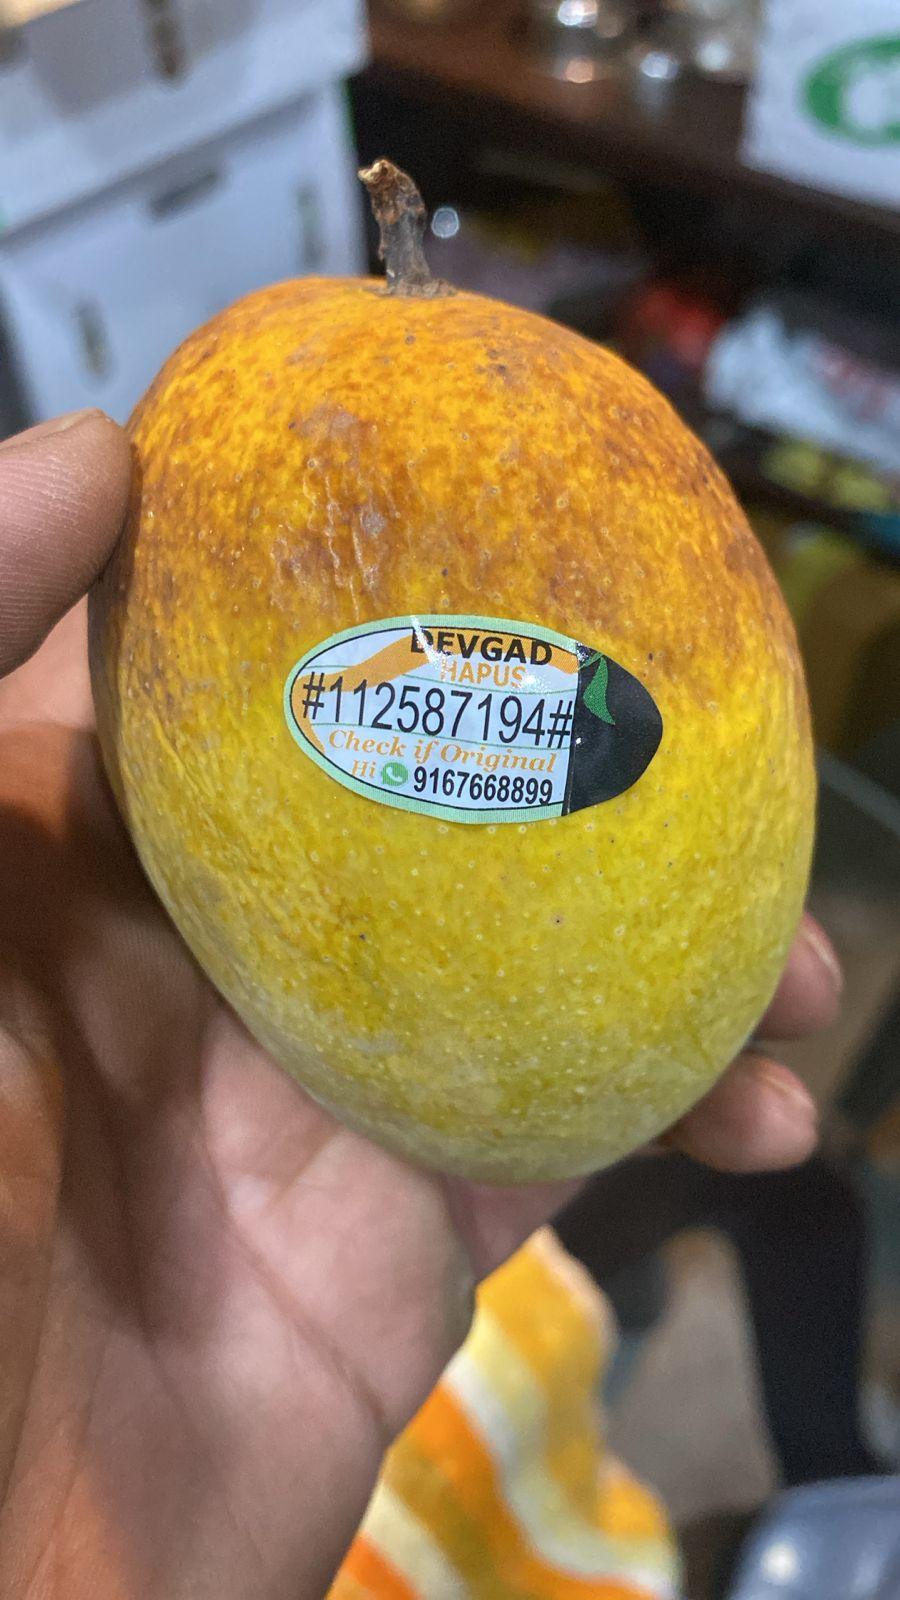 DEVGAD
HAPUS
#112587194#
Check if Original
Hi 9167668899